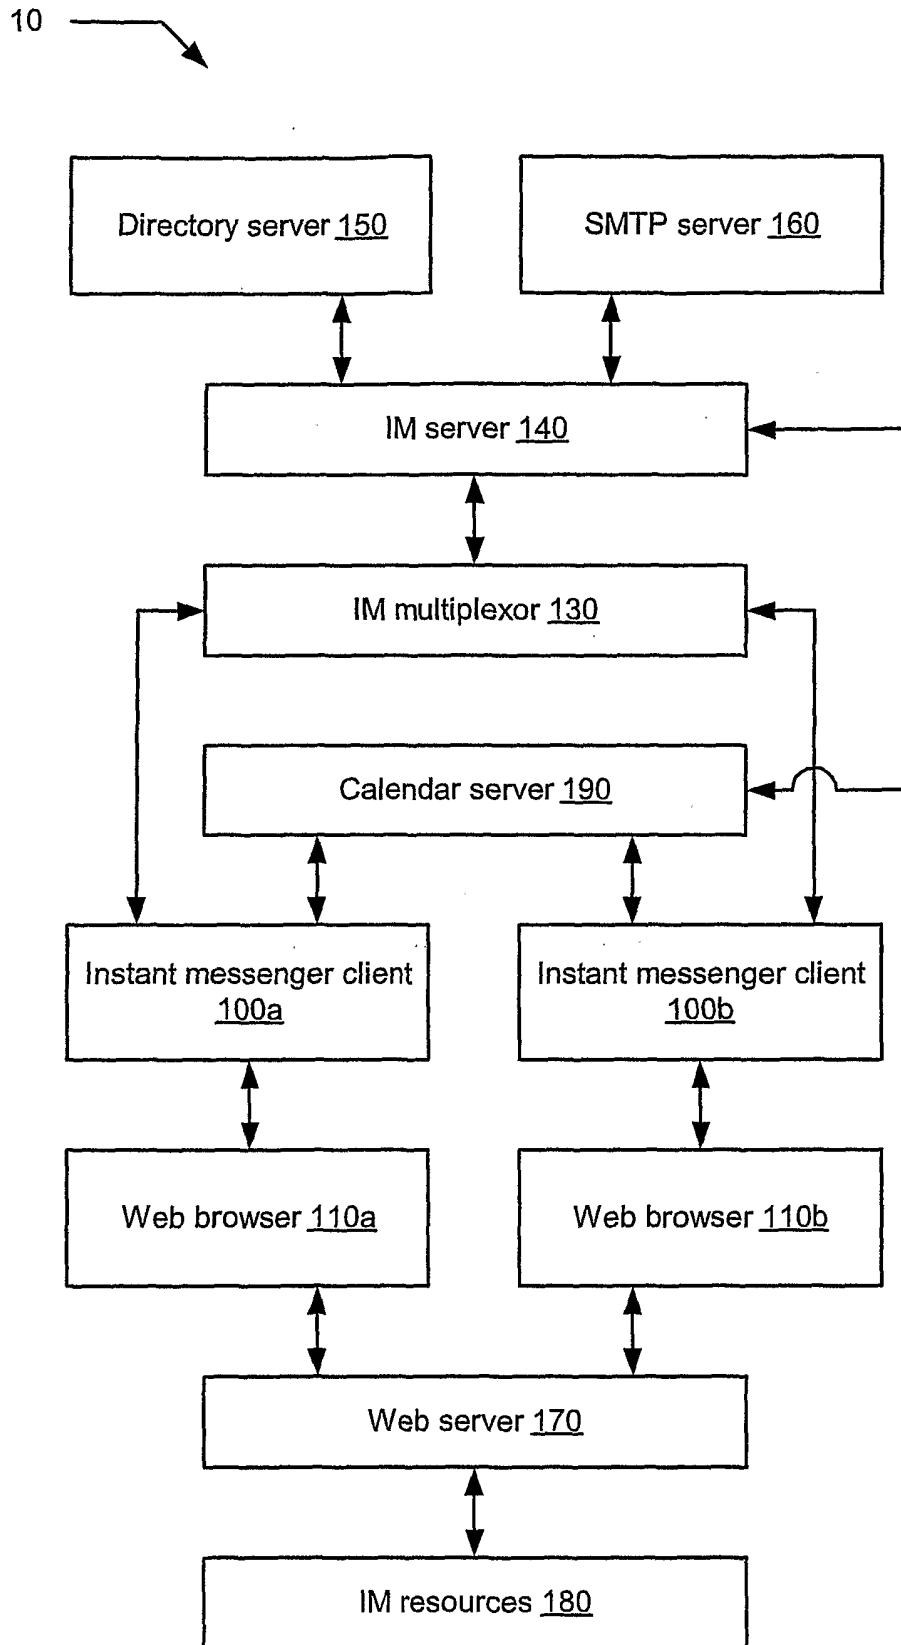 10
Directory server 150
SMTP server 160
IM server 140
IM multiplexor 130
Calendar server 190
Instant messenger client
100a
Instant messenger client
100b
Web browser 110a
Web browser 110b
Web server 170
IM resources 180